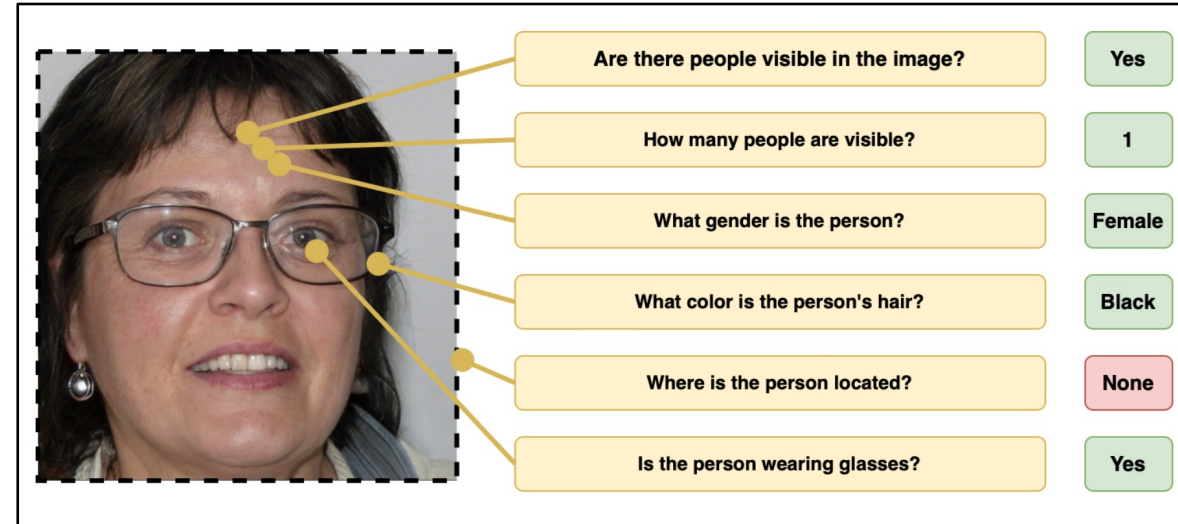 Are there people visible in the image? Yes
How many people are visible? 1
What gender is the person? Female
What color is the person's hair? Black
Where is the person located? None
Is the person wearing glasses? Yes